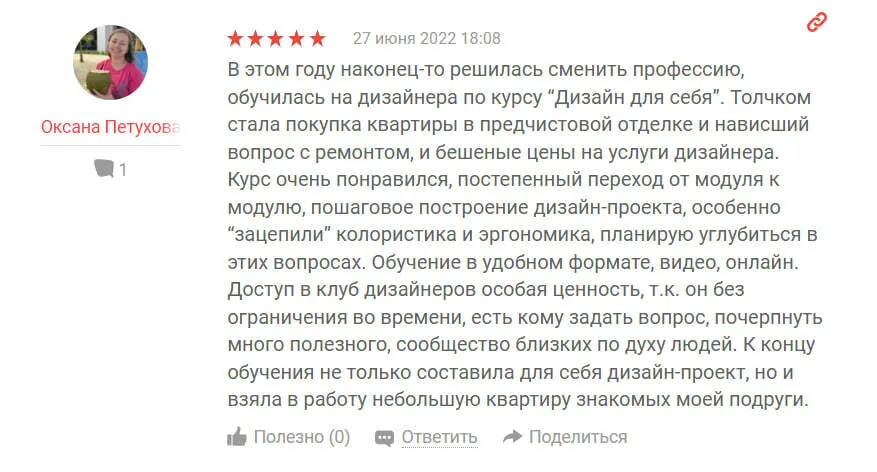 27 июня 2022 18:08
В этом году наконец-то решилась сменить профессию,
обучилась на дизайнера по курсу “Дизайн для себя”. Толчком
стала покупка квартиры в предчистовой отделке и нависший
вопрос с ремонтом, и бешеные цены на услуги дизайнера.
Курс очень понравился, постепенный переход от модуля к
модулю, пошаговое построение дизайн-проекта, особенно
“зацепили” колористика и эргономика, планирую углубиться в
этих вопросах. Обучение в удобном формате, видео, онлайн.
Доступ в клуб дизайнеров особая ценность, т.к. он без
ограничения во времени, есть кому задать вопрос, почерпнуть
много полезного, сообщество близких по духу людей. К концу
обучения не только составила для себя дизайн-проект, но и
взяла в работу небольшую квартиру знакомых моей подруги.
Оксана Петухова
1
Полезно (0) Ответить Поделиться